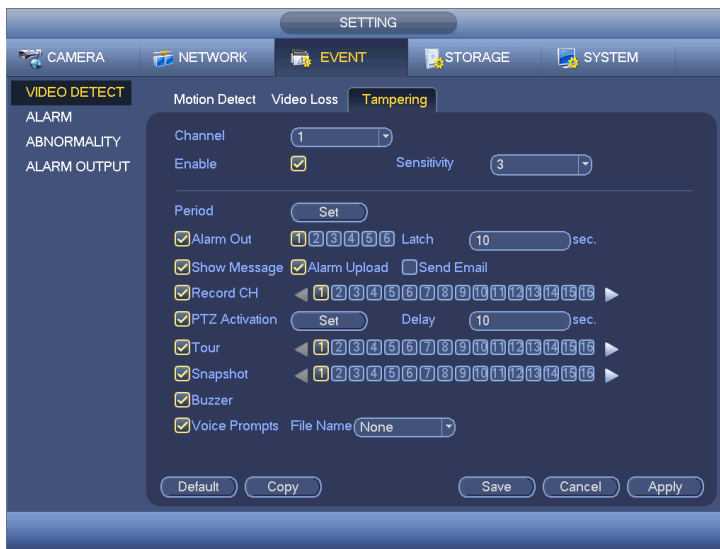 SETTING
CAMERA NETWORK EVENT STORAGE SYSTEM
VIDEO DETECT
ALARM
ABNORMALITY
ALARM OUTPUT
Motion Detect Video Loss Tampering
Channel 1
Enable Sensitivity 3
Period Set
Alarm Out 1 2 3 4 5 6 Latch 10 sec.
Show Message Alarm Upload Send Email
Record CH 1 2 3 4 5 6 7 8 9 10 11 12 13 14 15 16
PTZ Activation Set Delay 10 sec.
Tour 1 2 3 4 5 6 7 8 9 10 11 12 13 14 15 16
Snapshot 1 2 3 4 5 6 7 8 9 10 11 12 13 14 15 16
Buzzer
Voice Prompts File Name None
Default Copy Save Cancel Apply